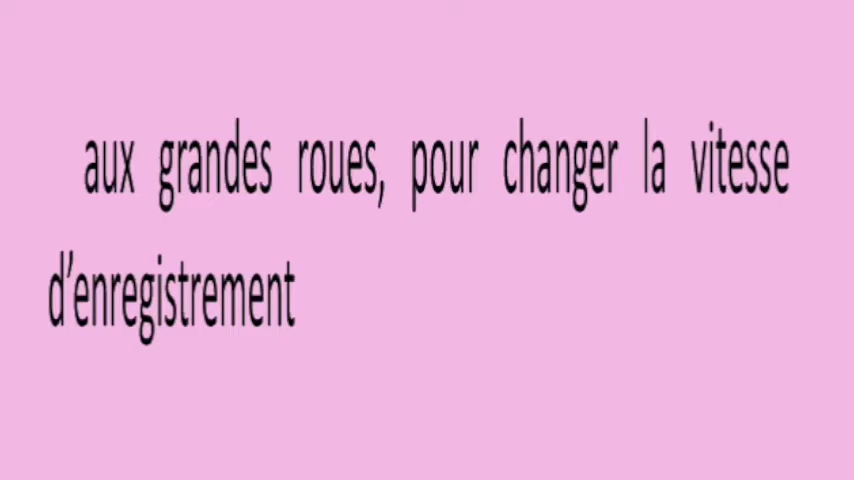 aux grandes roues, pour changer la vitesse
d’enregistrement